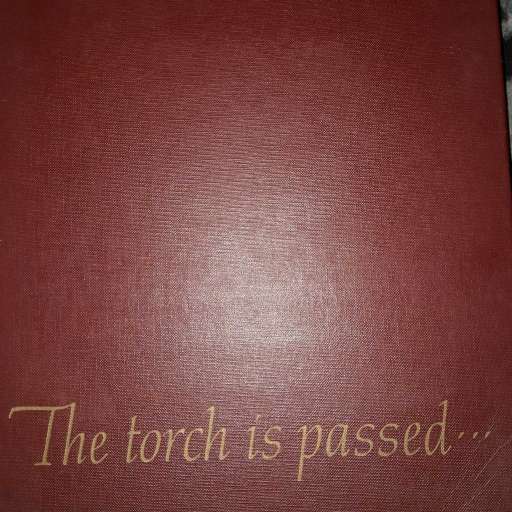 The torch is passed...